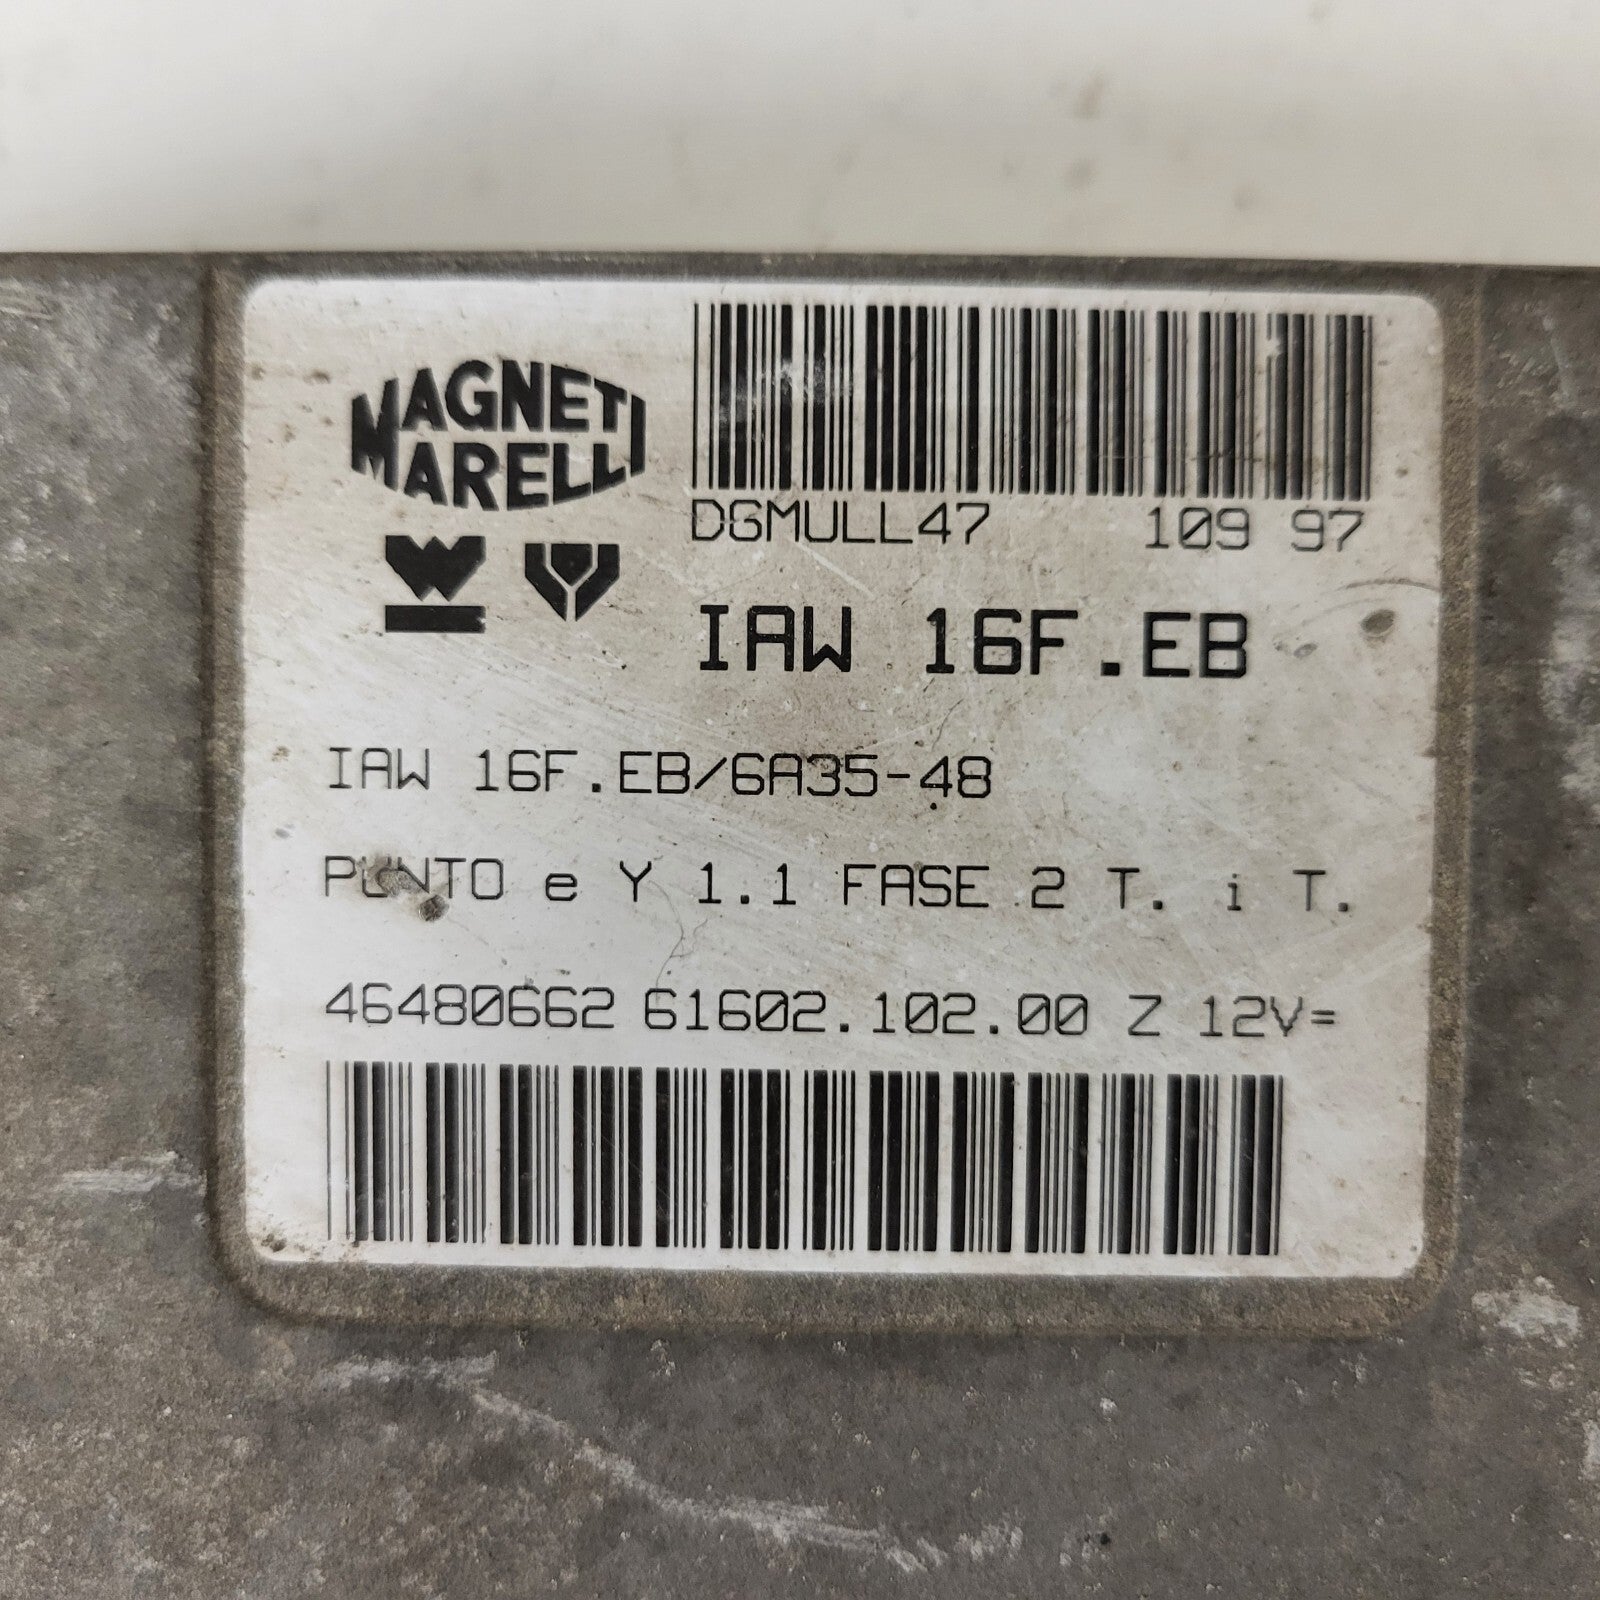 MAGNETI
MARELLI
DGMULL47 109 97
IAW 16F.EB
IAW 16F.EB/6A35-48
PUNTO e Y 1.1 FASE 2 T. i T.
46480662 61602.102.00 Z 12V=